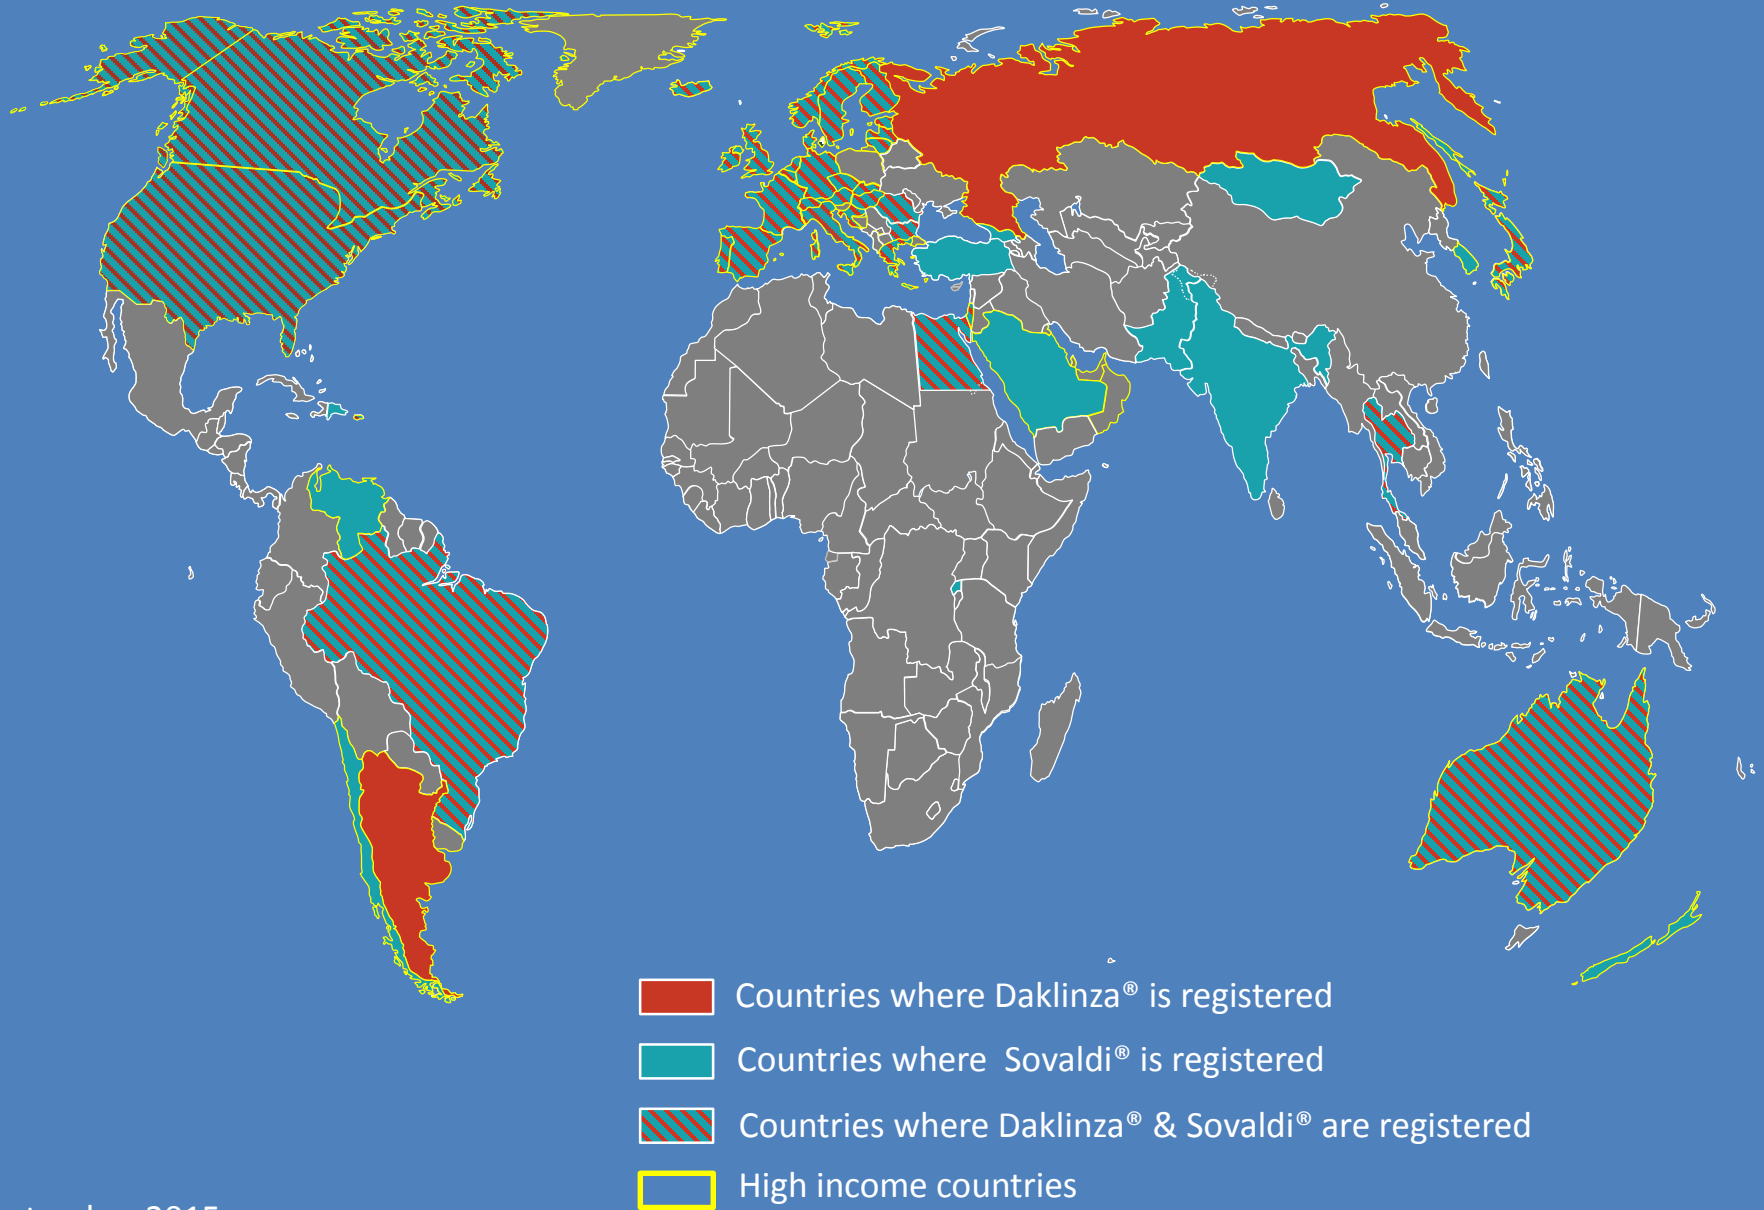 Countries where Daklinza® is registered
Countries where Sovaldi® is registered
Countries where Daklinza® & Sovaldi® are registered
High income countries
2015